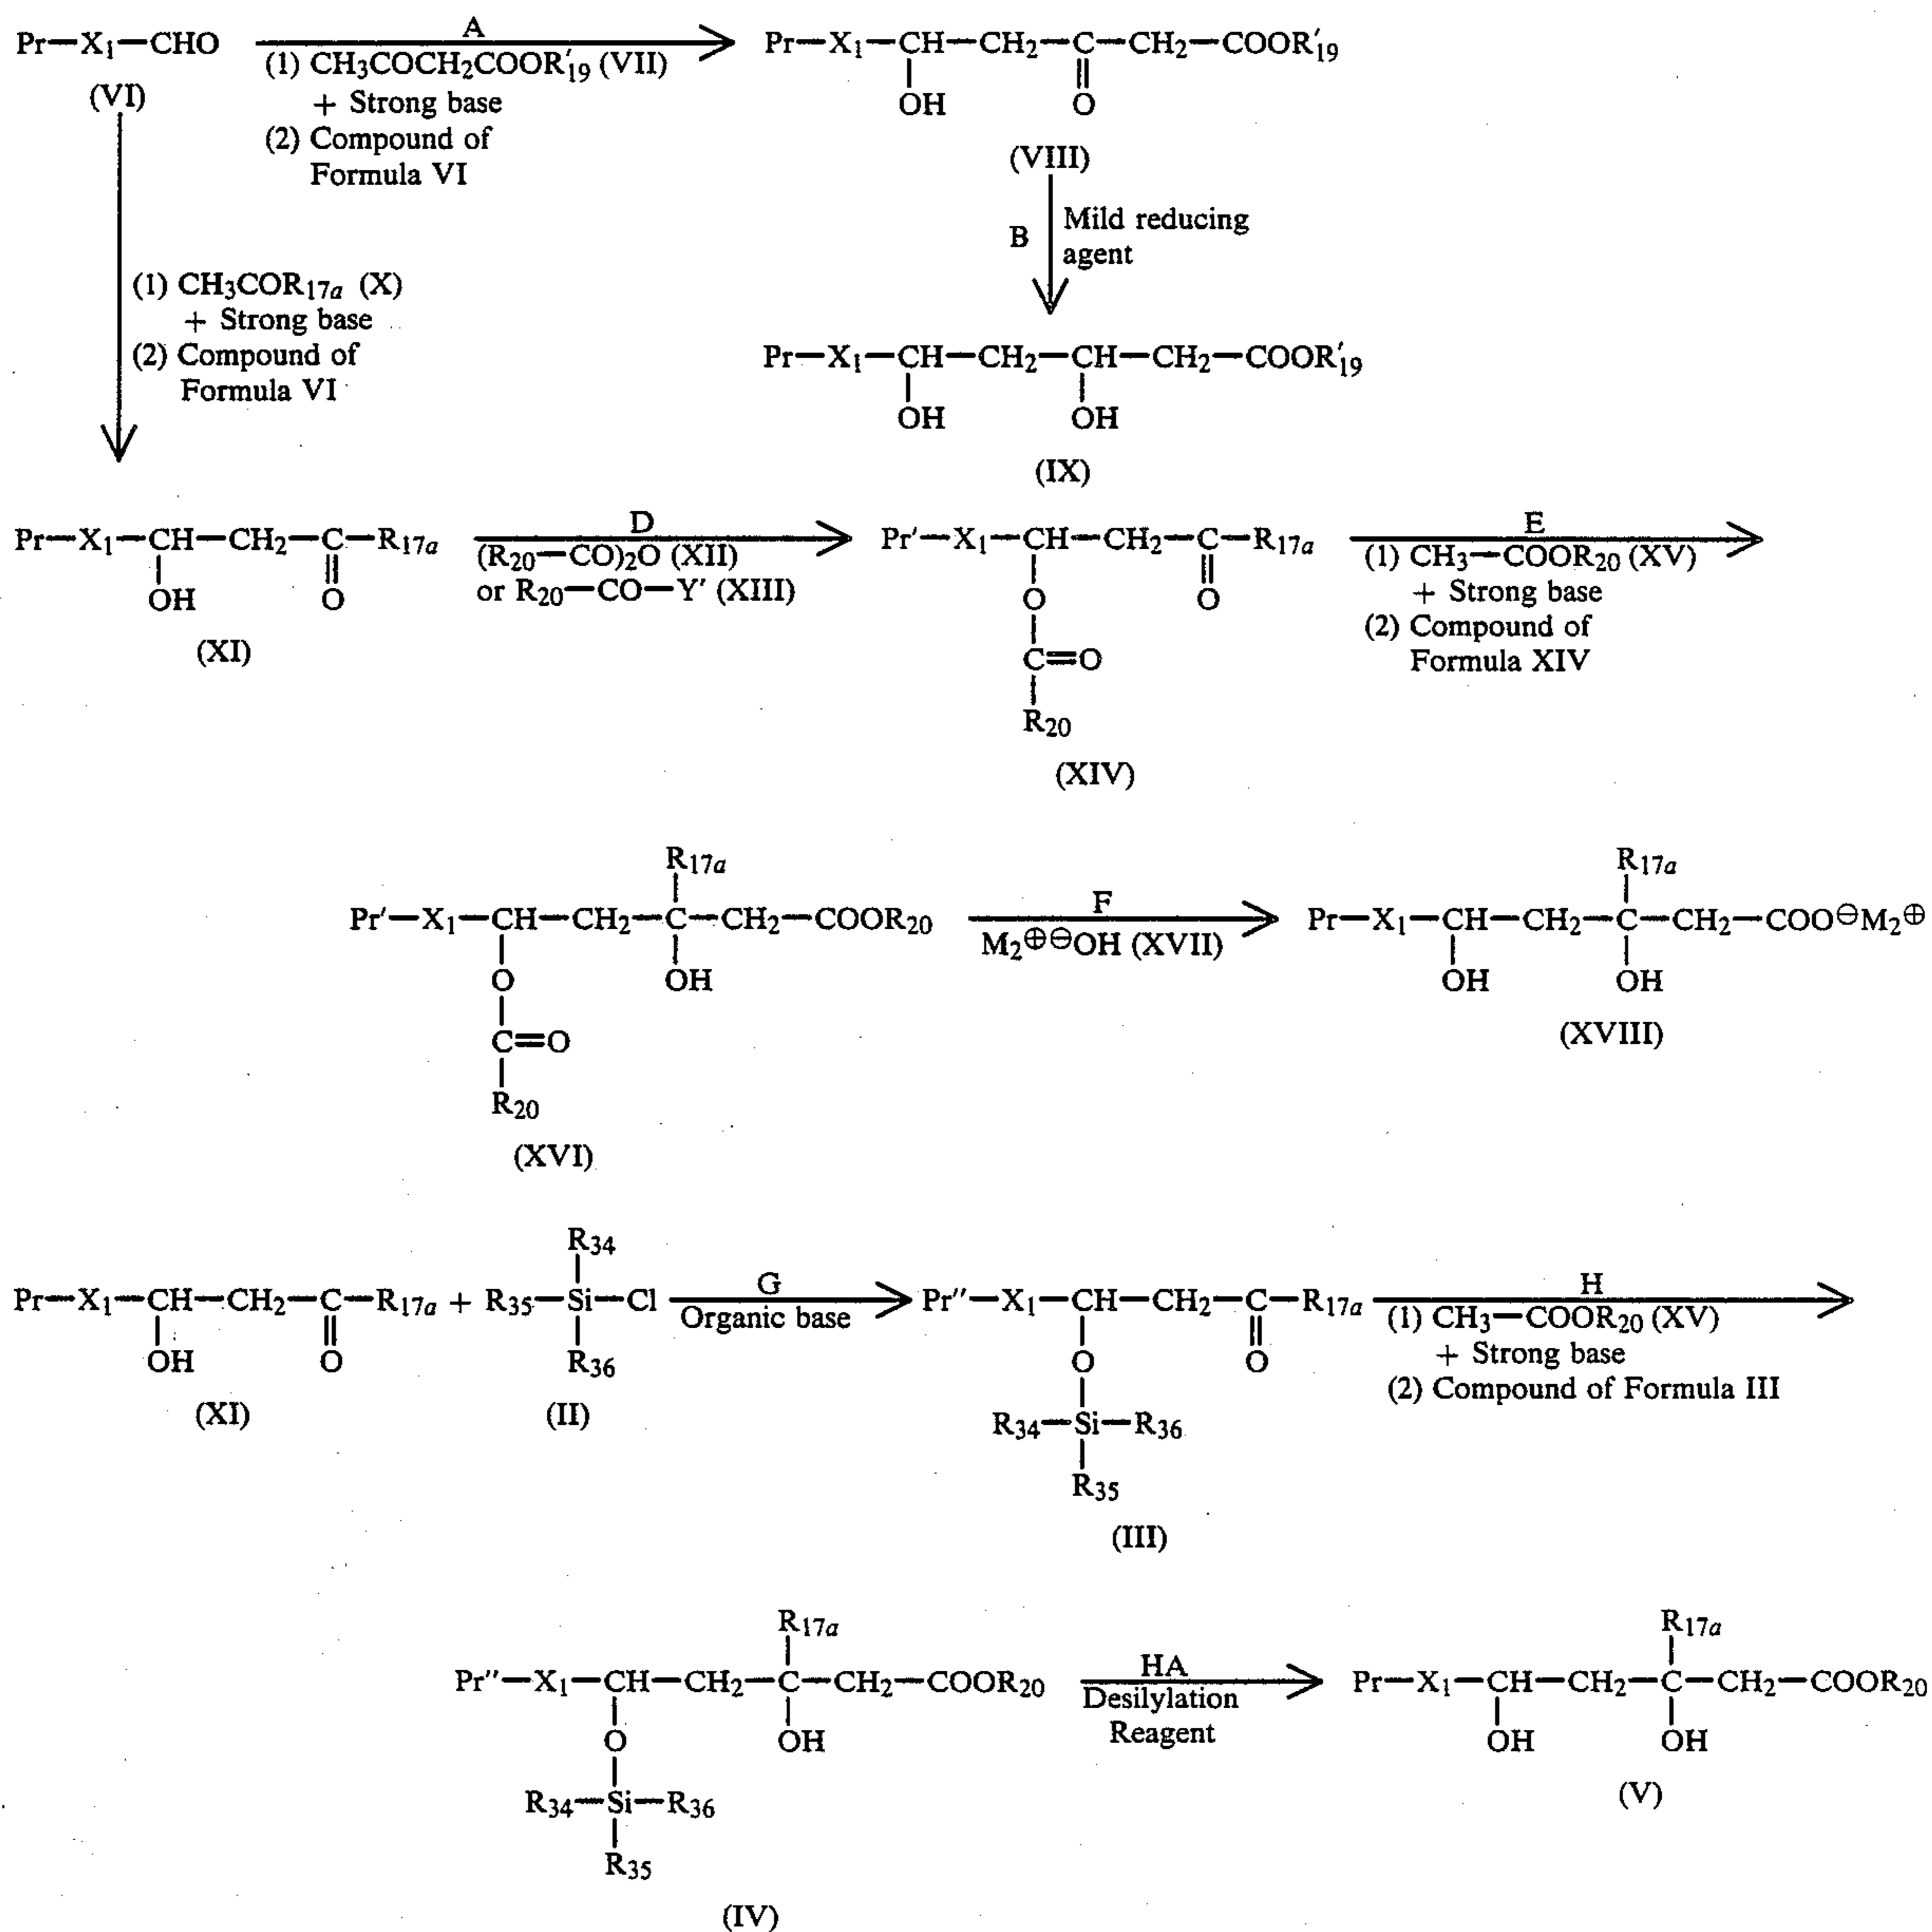 Pr—X1—CHO
(VI)
A
(1) CH3COCH2COOR'19 (VII)
+ Strong base
(2) Compound of
Formula VI
Pr—X1—CH—CH2—C—CH2—COOR'19
OH O
(VIII)
B
Mild reducing
agent
(1) CH3COR17a (X)
+ Strong base
(2) Compound of
Formula VI
Pr—X1—CH—CH2—CH—CH2—COOR'19
OH OH
(IX)
Pr—X1—CH—CH2—C—R17a
OH O
(XI)
D
(R20—CO)2O (XII)
or R20—CO—Y' (XIII)
Pr'—X1—CH—CH2—C—R17a
O O
C=O
R20
(XIV)
E
(1) CH3—COOR20 (XV)
+ Strong base
(2) Compound of
Formula XIV
R17a
Pr'—X1—CH—CH2—C—CH2—COOR20
O OH
C=O
R20
(XVI)
F
M2⊕⊖OH (XVII)
R17a
Pr—X1—CH—CH2—C—CH2—COO⊖M2⊕
OH OH
(XVIII)
Pr—X1—CH—CH2—C—R17a +
OH O
(XI)
R34
R35—Si—Cl
R36
(II)
G
Organic base
Pr''—X1—CH—CH2—C—R17a
O O
R34—Si—R36
R35
(III)
H
(1) CH3—COOR20 (XV)
+ Strong base
(2) Compound of Formula III
R17a
Pr''—X1—CH—CH2—C—CH2—COOR20
O OH
R34—Si—R36
R35
(IV)
HA
Desilylation
Reagent
R17a
Pr—X1—CH—CH2—C—CH2—COOR20
OH OH
(V)